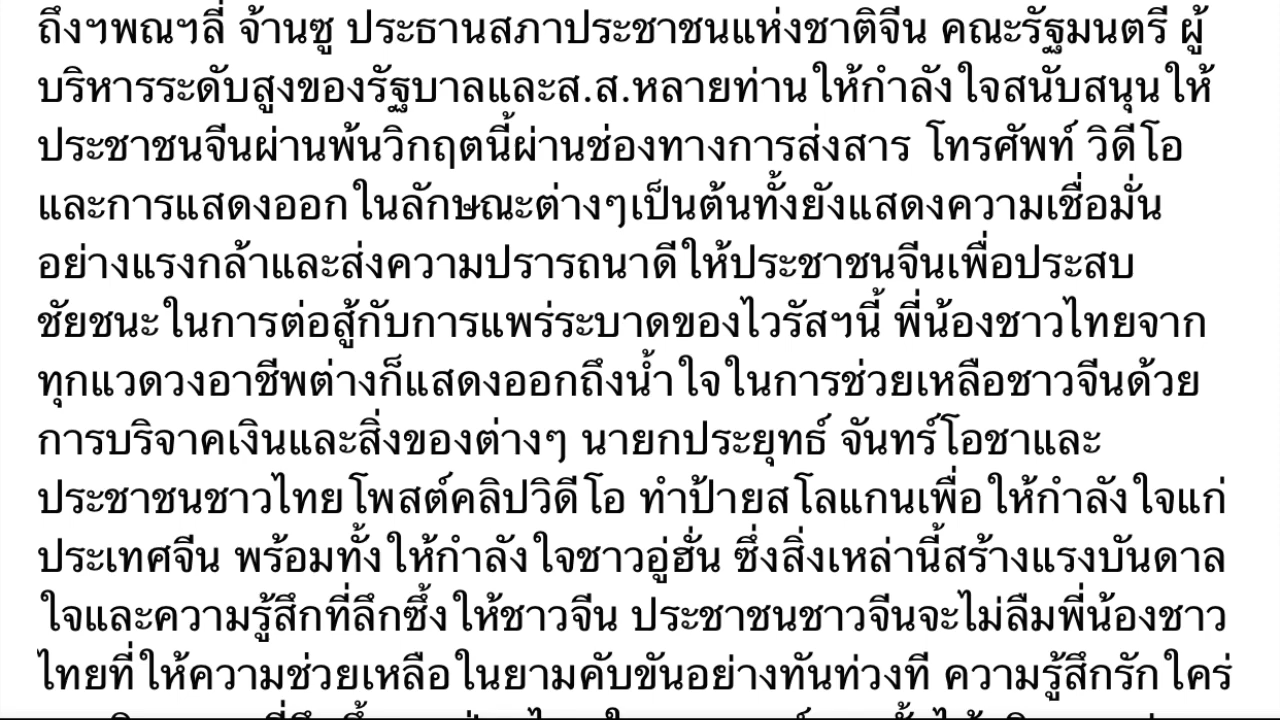 ถึงฯพณฯลี่ จ้านซู ประธานสภาประชาชนแห่งชาติจีน คณะรัฐมนตรี ผู้
บริหารระดับสูงของรัฐบาลและส.ส.หลายท่านให้กำลังใจสนับสนุนให้
ประชาชนจีนผ่านพ้นวิกฤตนี้ผ่านช่องทางการส่งสาร โทรศัพท์ วิดีโอ
และการแสดงออกในลักษณะต่างๆเป็นต้นทั้งยังแสดงความเชื่อมั่น
อย่างแรงกล้าและส่งความปรารถนาดีให้ประชาชนจีนเพื่อประสบ
ชัยชนะในการต่อสู้กับการแพร่ระบาดของไวรัสฯนี้ พี่น้องชาวไทยจาก
ทุกแวดวงอาชีพต่างก็แสดงออกถึงน้ำใจในการช่วยเหลือชาวจีนด้วย
การบริจาคเงินและสิ่งของต่างๆ นายกประยุทธ์ จันทร์โอชาและ
ประชาชนชาวไทยโพสต์คลิปวิดีโอ ทำป้ายสโลแกนเพื่อให้กำลังใจแก่
ประเทศจีน พร้อมทั้งให้กำลังใจชาวอู่ฮั่น ซึ่งสิ่งเหล่านี้สร้างแรงบันดาล
ใจและความรู้สึกที่ลึกซึ้งให้ชาวจีน ประชาชนชาวจีนจะไม่ลืมพี่น้องชาว
ไทยที่ให้ความช่วยเหลือในยามคับขันอย่างทันท่วงที ความรู้สึกรักใคร่